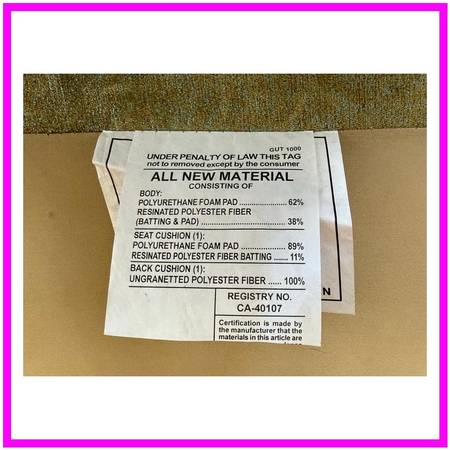 GUT 1000
UNDER PENALTY OF LAW THIS TAG
not to removed except by the consumer
ALL NEW MATERIAL
CONSISTING OF
BODY:
POLYURETHANE FOAM PAD .................... 62%
RESINATED POLYESTER FIBER
(BATTING & PAD) ................................ 38%
SEAT CUSHION (1):
POLYURETHANE FOAM PAD ................ 89%
RESINATED POLYESTER FIBER BATTING ...... 11%
BACK CUSHION (1):
UNGRANETTED POLYESTER FIBER ...... 100%
REGISTRY NO.
CA-40107
Certification is made by
the manufacturer that the
materials in this article are
N